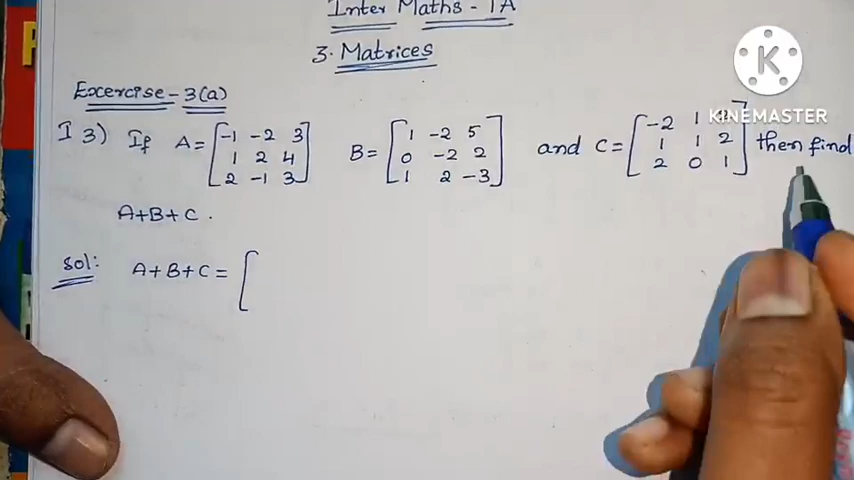 Inter Maths - 1A
3. Matrices
Excercise - 3(a)
I 3) If A = [-1 -2 3 B = [1 -2 5 and C = [-2 1 then find
1 2 4 0 -2 2 1 1 2
2 -1 3] 1 2 -3] 2 0 1]
A+B+C.
Sol: A+B+C = [
K
KINEMASTER